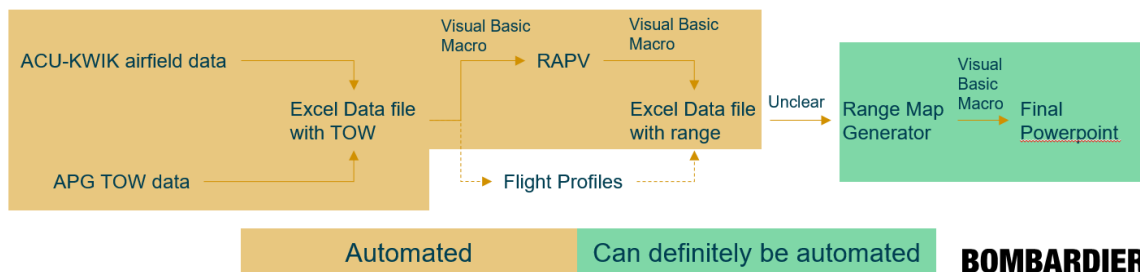 Visual Basic
Macro
Visual Basic
Macro
ACU-KWIK airfield data
RAPV
Visual
Basic
Macro
Excel Data file
with TOW
Excel Data file
with range
Unclear
Range Map
Generator
Final
Powerpoint
APG TOW data
Flight Profiles
Automated
Can definitely be automated
BOMBARDIER